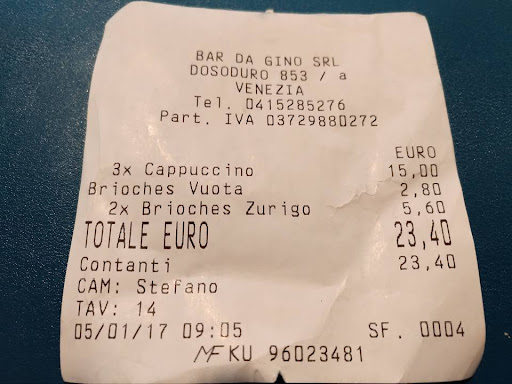 BAR DA GINO SRL
DOSODURO 853 / a
VENEZIA
Tel. 0415285276
Part. IVA 03729880272
EURO
3x Cappuccino 15,00
Brioches Vuota 2,80
2x Brioches Zurigo 5,60
TOTALE EURO 23,40
Contanti 23,40
CAM: Stefano
TAV: 14
05/01/17 09:05 SF. 0004
MF KU 96023481